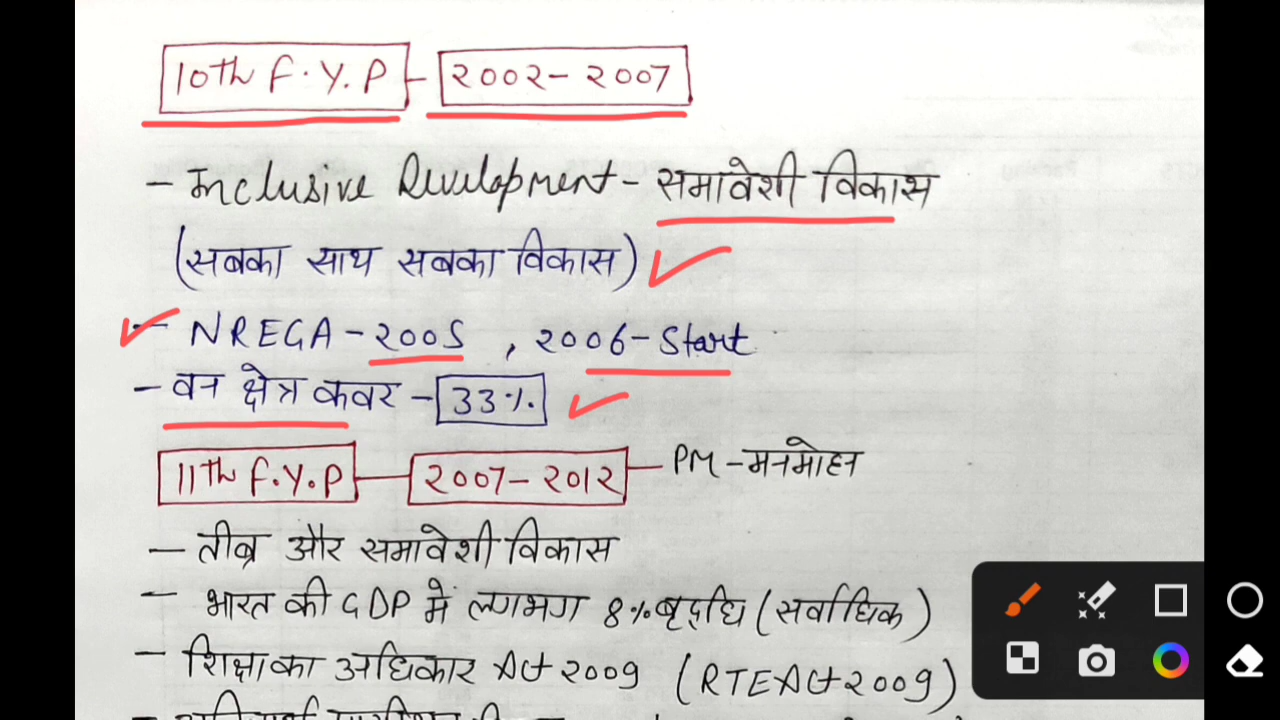 10th F.Y.P - 2002-2007
- Inclusive Development - समावेशी विकास
(सबका साथ सबका विकास)
- NREGA - 2005 , 2006 - Start
- वन क्षेत्र कवर - 33%
11th F.Y.P - 2007-2012 - PM - मनमोहन
- तीव्र और समावेशी विकास
- भारत की GDP में लगभग 8% बृद्धि (सर्वाधिक)
- शिक्षा का अधिकार Act 2009 (RTE Act 2009)